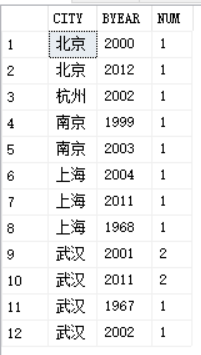 CITY BYEAR NUM
1 北京 2000 1
2 北京 2012 1
3 杭州 2002 1
4 南京 1999 1
5 南京 2003 1
6 上海 2004 1
7 上海 2011 1
8 上海 1968 1
9 武汉 2001 2
10 武汉 2011 2
11 武汉 1967 1
12 武汉 2002 1